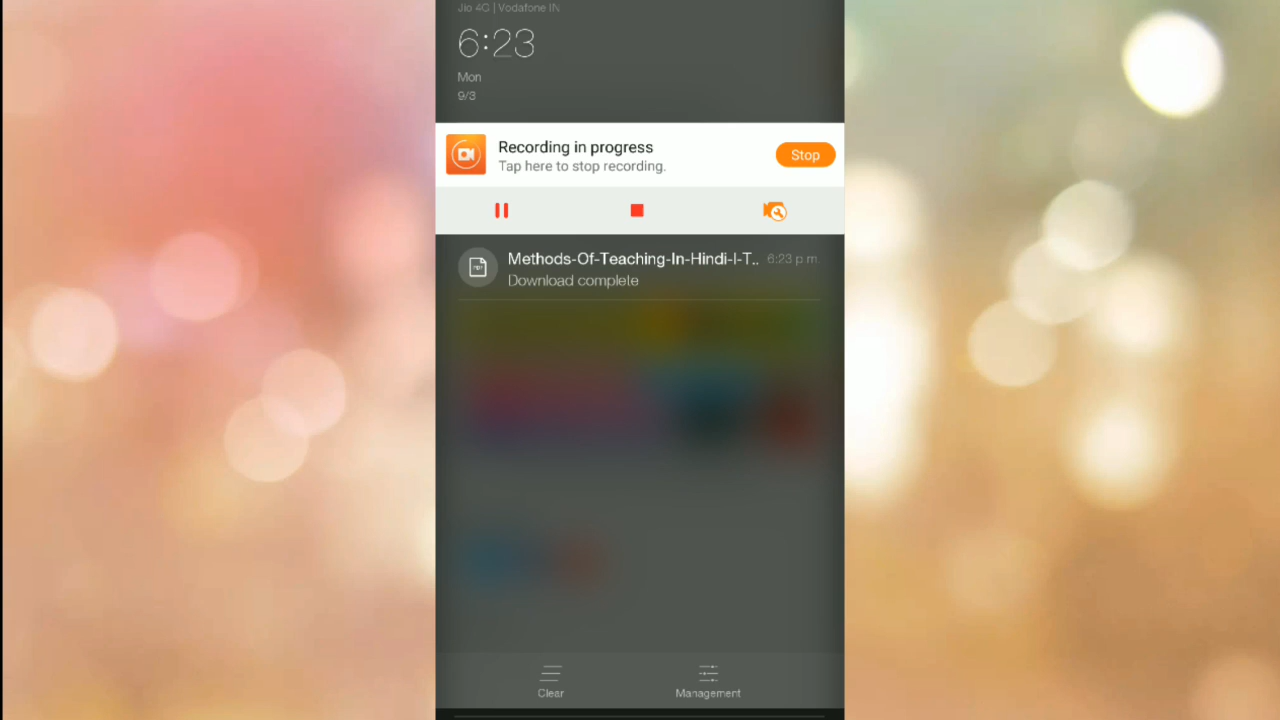 Jio 4G | Vodafone IN
6:23
Mon
9/3
Recording in progress
Tap here to stop recording.
Stop
Methods-Of-Teaching-In-Hindi-I-T.. 6:23 p.m.
Download complete
Clear
Management